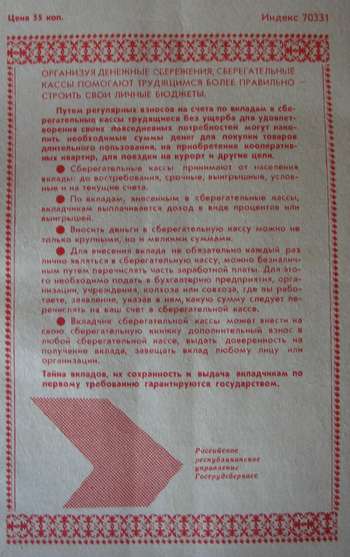 Цена 55 коп.
Индекс 70331
ОРГАНИЗУЯ ДЕНЕЖНЫЕ СБЕРЕЖЕНИЯ, СБЕРЕГАТЕЛЬНЫЕ
КАССЫ ПОМОГАЮТ ТРУДЯЩИМСЯ БОЛЕЕ ПРАВИЛЬНО
СТРОИТЬ СВОИ ЛИЧНЫЕ БЮДЖЕТЫ.
Путем регулярных взносов на счета по вкладам в сбе-
регательные кассы трудящиеся без ущерба для удовлет-
ворения своих повседневных потребностей могут нако-
пить необходимые суммы денег для покупки товаров
длительного пользования, на приобретение кооператив-
ных квартир, для поездки на курорт и другие цели.
● Сберегательные кассы принимают от населения
вклады: до востребования, срочные, выигрышные, услов-
ные и на текущие счета.
● По вкладам, внесенным в сберегательные кассы,
вкладчикам выплачивается доход в виде процентов или
выигрышей.
● Вносить деньги в сберегательную кассу можно не
только крупными, но и мелкими суммами.
● Для внесения вклада не обязательно каждый раз
лично являться в сберегательную кассу, можно безналич-
ным путем перечислять часть заработной платы. Для это-
го необходимо подать в бухгалтерию предприятия, орга-
низации, учреждения, колхоза или совхоза, где вы рабо-
таете, заявление, указав в нем, какую сумму следует пе-
речислять на ваш счет в сберегательной кассе.
● Вкладчик сберегательной кассы может внести на
свою сберегательную книжку дополнительный взнос в
любой сберегательной кассе, выдать доверенность на
получение вклада, завещать вклад любому лицу или
организации.
Тайна вкладов, их сохранность и выдача вкладчикам по
первому требованию гарантируются государством.
Российское
республиканское
управление
Гострудсберкасс